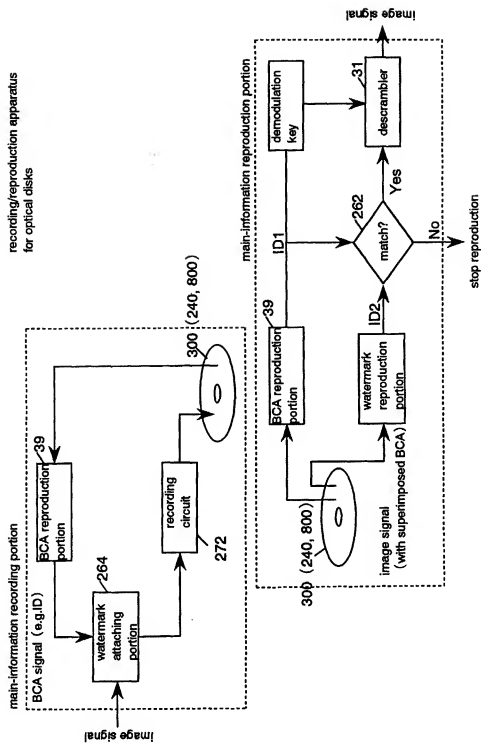 recording/reproduction apparatus
for optical disks
main-information recording portion
BCA signal (e.g.ID)
39
BCA reproduction
portion
264
watermark
attaching
portion
image signal
recording
circuit
272
300 (240, 800)
main-information reproduction portion
300 (240, 800)
39
BCA reproduction
portion
ID1
demodulation
key
image signal
(with superimposed BCA)
watermark
reproduction
portion
ID2
262
match?
Yes
No
stop reproduction
31
descrambler
image signal